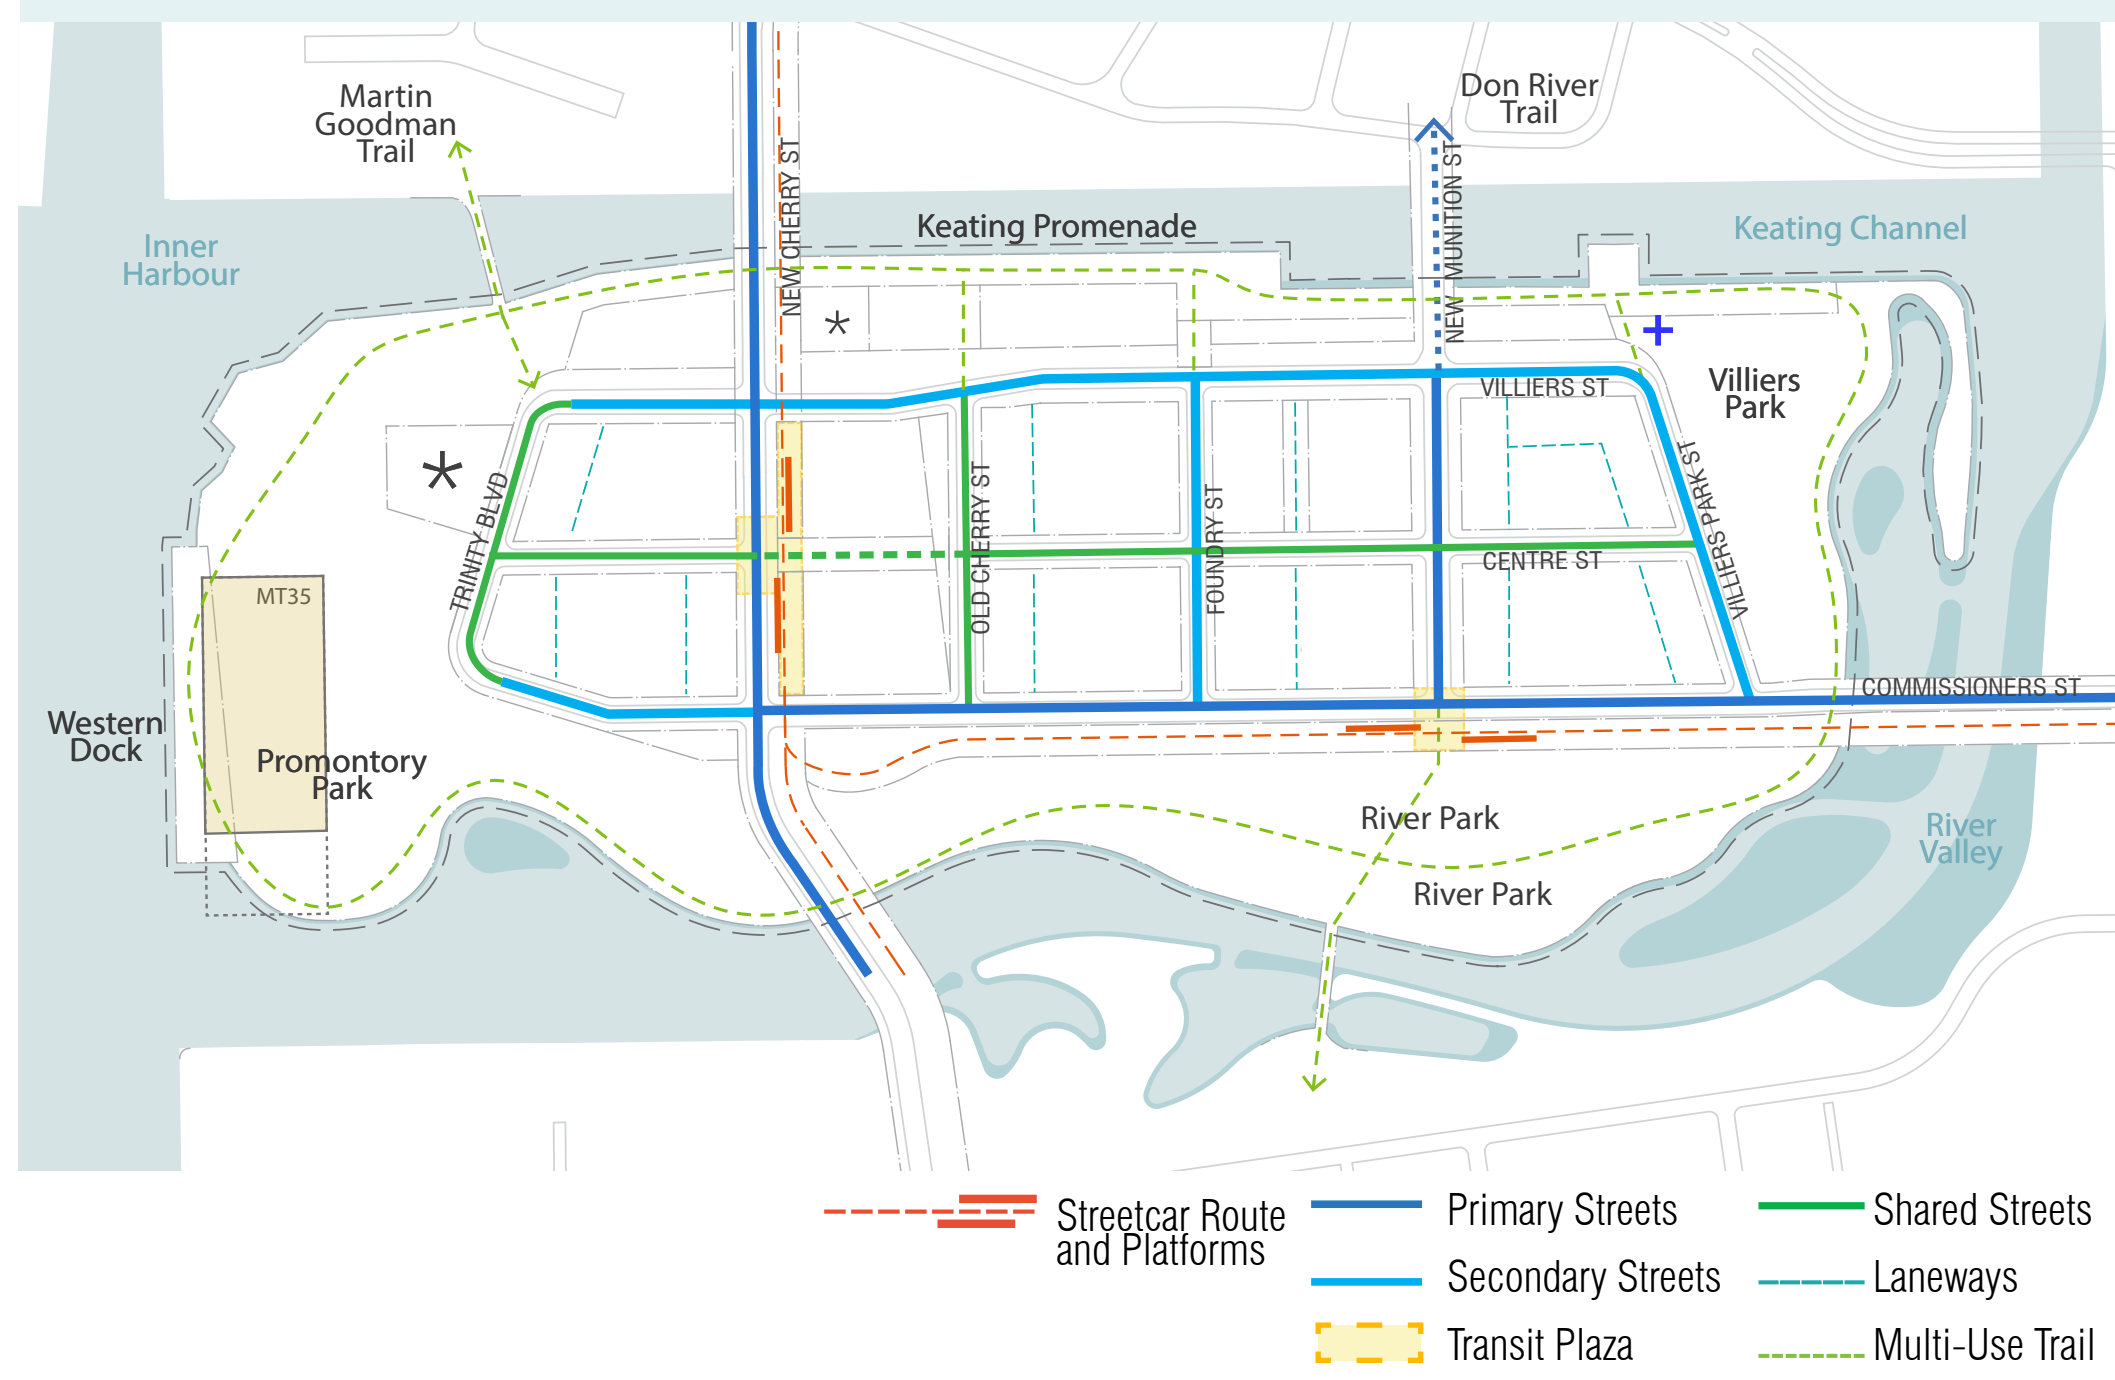 Martin
Goodman
Trail
Don River
Trail
NEW CHERRY ST
NEW MUNITION ST
Keating Promenade
Keating Channel
Inner
Harbour
*
+
VILLIERS ST
Villiers
Park
*
TRINITY BLVD
OLD CHERRY ST
FOUNDRY ST
VILLIERS PARK ST
CENTRE ST
MT35
COMMISSIONERS ST
Western
Dock
Promontory
Park
River Park
River Park
River
Valley
Streetcar Route
and Platforms
Primary Streets
Secondary Streets
Transit Plaza
Shared Streets
Laneways
Multi-Use Trail